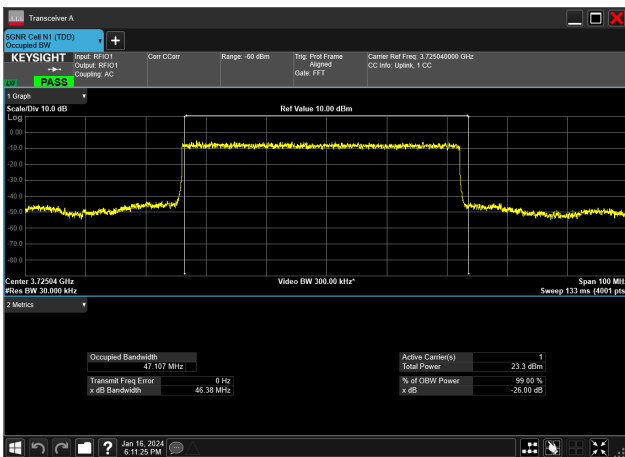 Transceiver A
5GNR Cell N1 (TDD)
Occupied BW
KEYSIGHT
Input: RFIO1
Output: RFIO1
Coupling: AC
Corr CCorr
Range: -60 dBm
Trig: Prot Frame
Aligned
Gate: FFT
Carrier Ref Freq: 3.725040000 GHz
CC Info: Uplink, 1 CC
PASS
1 Graph
Scale/Div 10.0 dB
Ref Value 10.00 dBm
Log
0.00
-10.0
-20.0
-30.0
-40.0
-50.0
-60.0
-70.0
-80.0
Center 3.72504 GHz
Video BW 300.00 kHz*
Span 100 MHz
#Res BW 30.000 kHz
Sweep 133 ms (4001 pts
2 Metrics
Occupied Bandwidth
47.107 MHz
Transmit Freq Error 0 Hz
x dB Bandwidth 46.38 MHz
Active Carrier(s) 1
Total Power 23.3 dBm
% of OBW Power 99.00 %
x dB -26.00 dB
Jan 16, 2024
6:11:25 PM